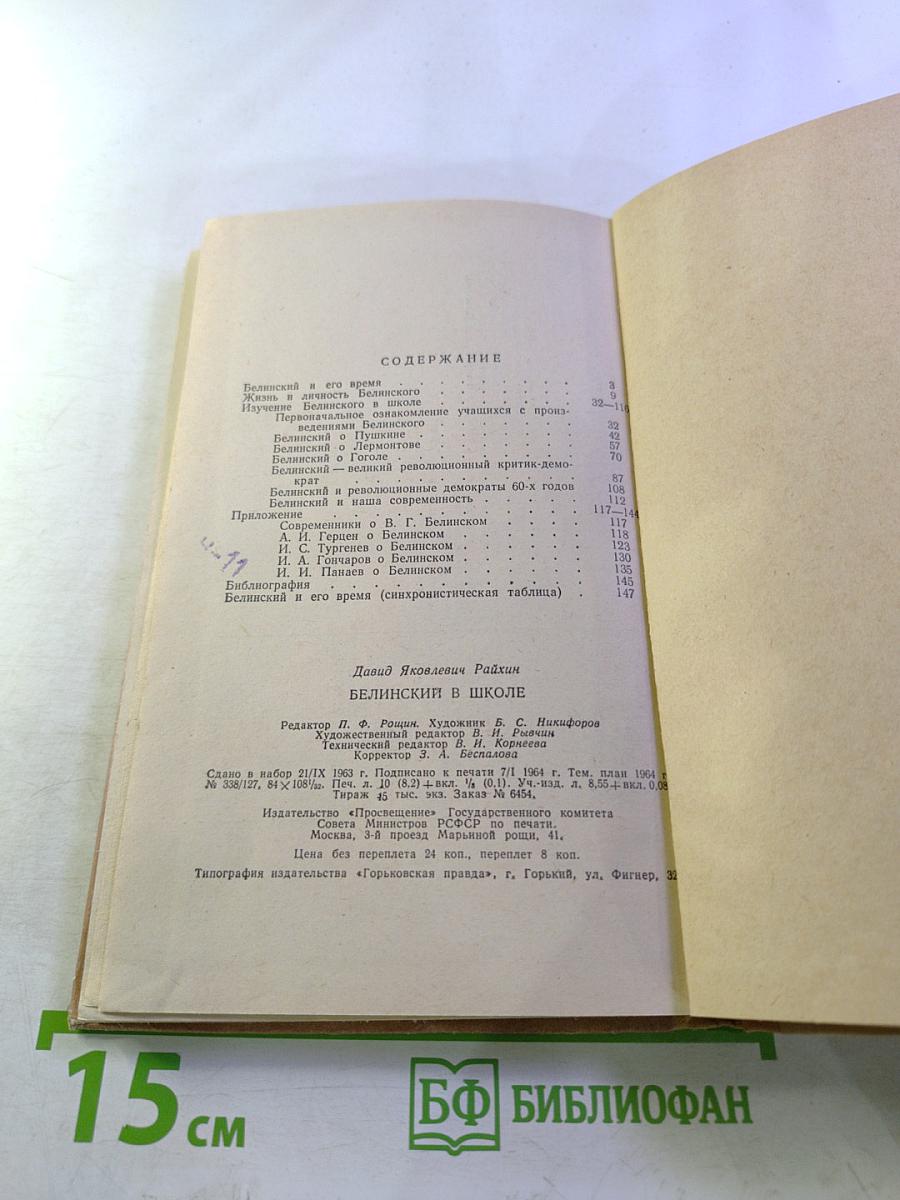 СОДЕРЖАНИЕ
Белинский и его время . . . . . . . . 3
Жизнь и личность Белинского . . . . . . . 9
Изучение Белинского в школе . . . . . . . 32—116
Первоначальное ознакомление учащихся с произ-
ведениями Белинского . . . . . . . 32
Белинский о Пушкине . . . . . . . . 42
Белинский о Лермонтове . . . . . . . 57
Белинский о Гоголе . . . . . . . . . 70
Белинский — великий революционный критик-демо-
крат . . . . . . . . . . . 87
Белинский и революционные демократы 60-х годов 108
Белинский и наша современность . . . . . 112
Приложение . . . . . . . . . . . . 117—144
Современники о В. Г. Белинском . . . . 117
А. И. Герцен о Белинском . . . . . . 118
И. С. Тургенев о Белинском . . . . . . 123
И. А. Гончаров о Белинском . . . . . . 130
И. И. Панаев о Белинском . . . . . . 135
Библиография . . . . . . . . . . . . 145
Белинский и его время (синхронистическая таблица) . 147
Давид Яковлевич Райхин
БЕЛИНСКИЙ В ШКОЛЕ
Редактор П. Ф. Рощин. Художник Б. С. Никифоров
Художественный редактор В. И. Рывчин
Технический редактор В. И. Корнеева
Корректор З. А. Беспалова
Сдано в набор 21/IX 1963 г. Подписано к печати 7/I 1964 г. Тем. план 1964 г.
№ 338/127. 84×108¹/₃₂. Печ. л. 10 (8,2)+вкл. ¹/₈ (0,1). Уч.-изд. л. 8,55+вкл. 0,08
Тираж 15 тыс. экз. Заказ № 6454.
Издательство «Просвещение» Государственного комитета
Совета Министров РСФСР по печати.
Москва, 3-й проезд Марьиной рощи, 41.
Цена без переплета 24 коп., переплет 8 коп.
Типография издательства «Горьковская правда», г. Горький, ул. Фигнер, 32
15 см
БФ БИБЛИОФАН